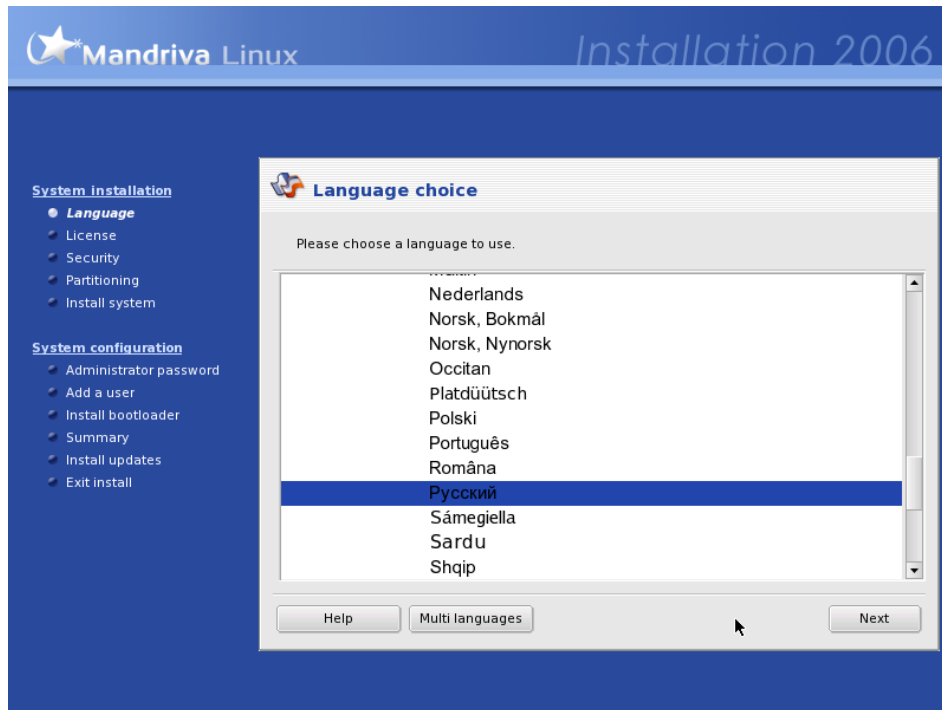 Mandriva Linux
Installation 2006
System installation
Language
License
Security
Partitioning
Install system
System configuration
Administrator password
Add a user
Install bootloader
Summary
Install updates
Exit install
Language choice
Please choose a language to use.
Nederlands
Norsk, Bokmål
Norsk, Nynorsk
Occitan
Platdüütsch
Polski
Português
Româna
Русский
Sámegiella
Sardu
Shqip
Help
Multi languages
Next